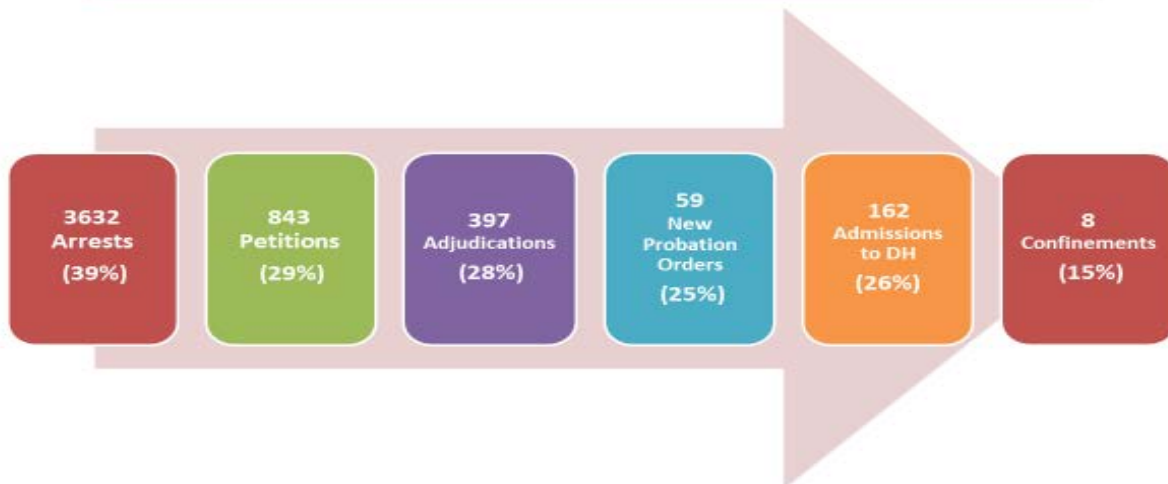 3632
Arrests
(39%)
843
Petitions
(29%)
397
Adjudications
(28%)
59
New
Probation
Orders
(25%)
162
Admissions
to DH
(26%)
8
Confinements
(15%)